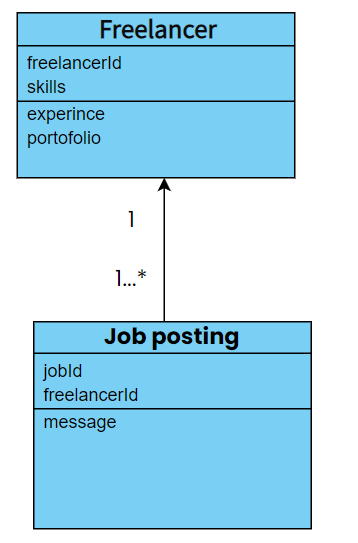 Freelancer
freelancerId
skills
experince
portofolio
1
1...*
Job posting
jobId
freelancerId
message